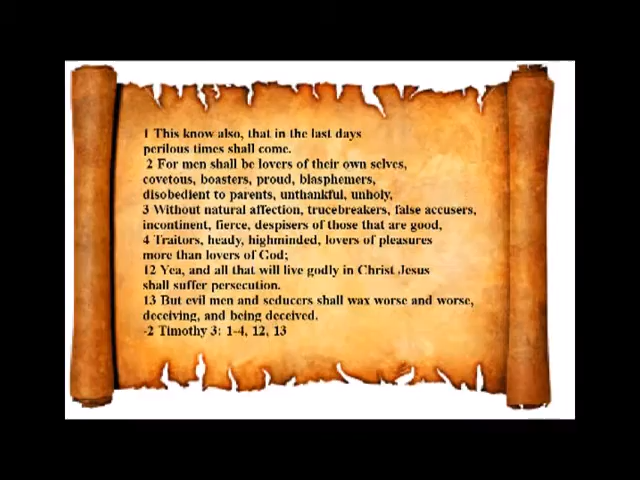 1 This know also, that in the last days
perilous times shall come.
2 For men shall be lovers of their own selves,
covetous, boasters, proud, blasphemers,
disobedient to parents, unthankful, unholy,
3 Without natural affection, trucebreakers, false accusers,
incontinent, fierce, despisers of those that are good,
4 Traitors, heady, highminded, lovers of pleasures
more than lovers of God;
12 Yea, and all that will live godly in Christ Jesus
shall suffer persecution.
13 But evil men and seducers shall wax worse and worse,
deceiving, and being deceived.
-2 Timothy 3: 1-4, 12, 13